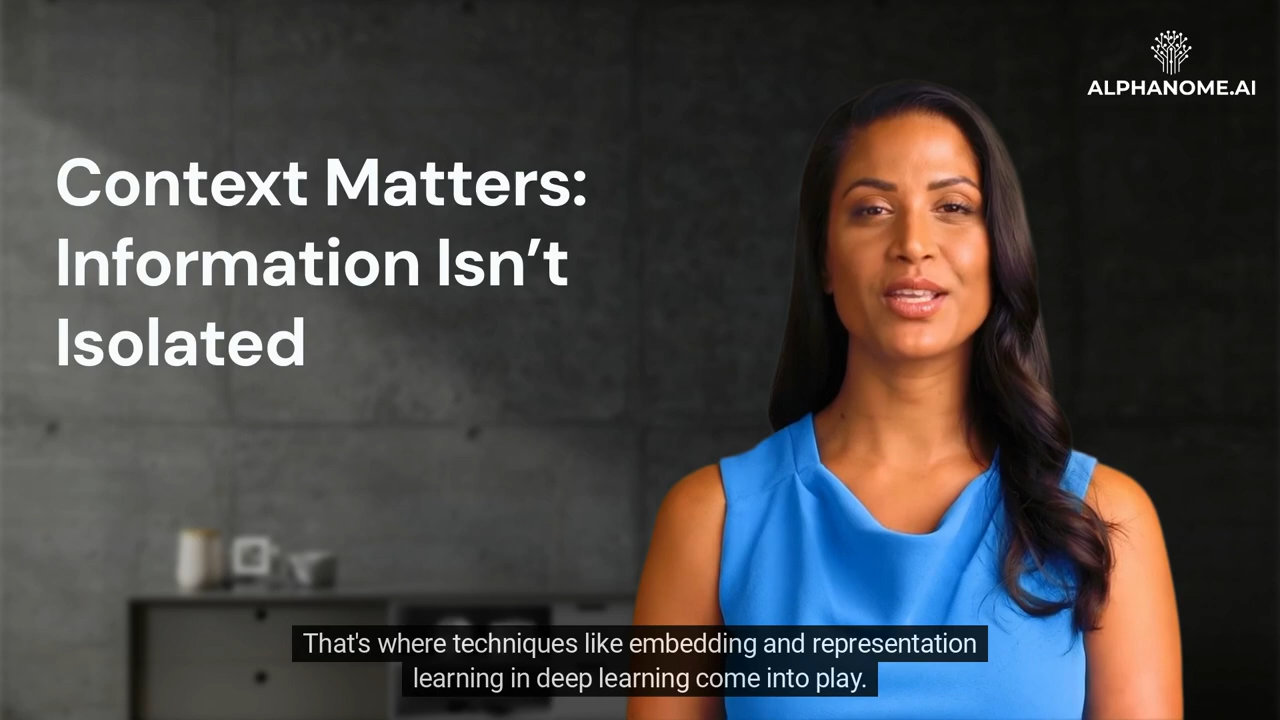 ALPHANOME.AI
Context Matters:
Information Isn’t
Isolated
That's where techniques like embedding and representation
learning in deep learning come into play.